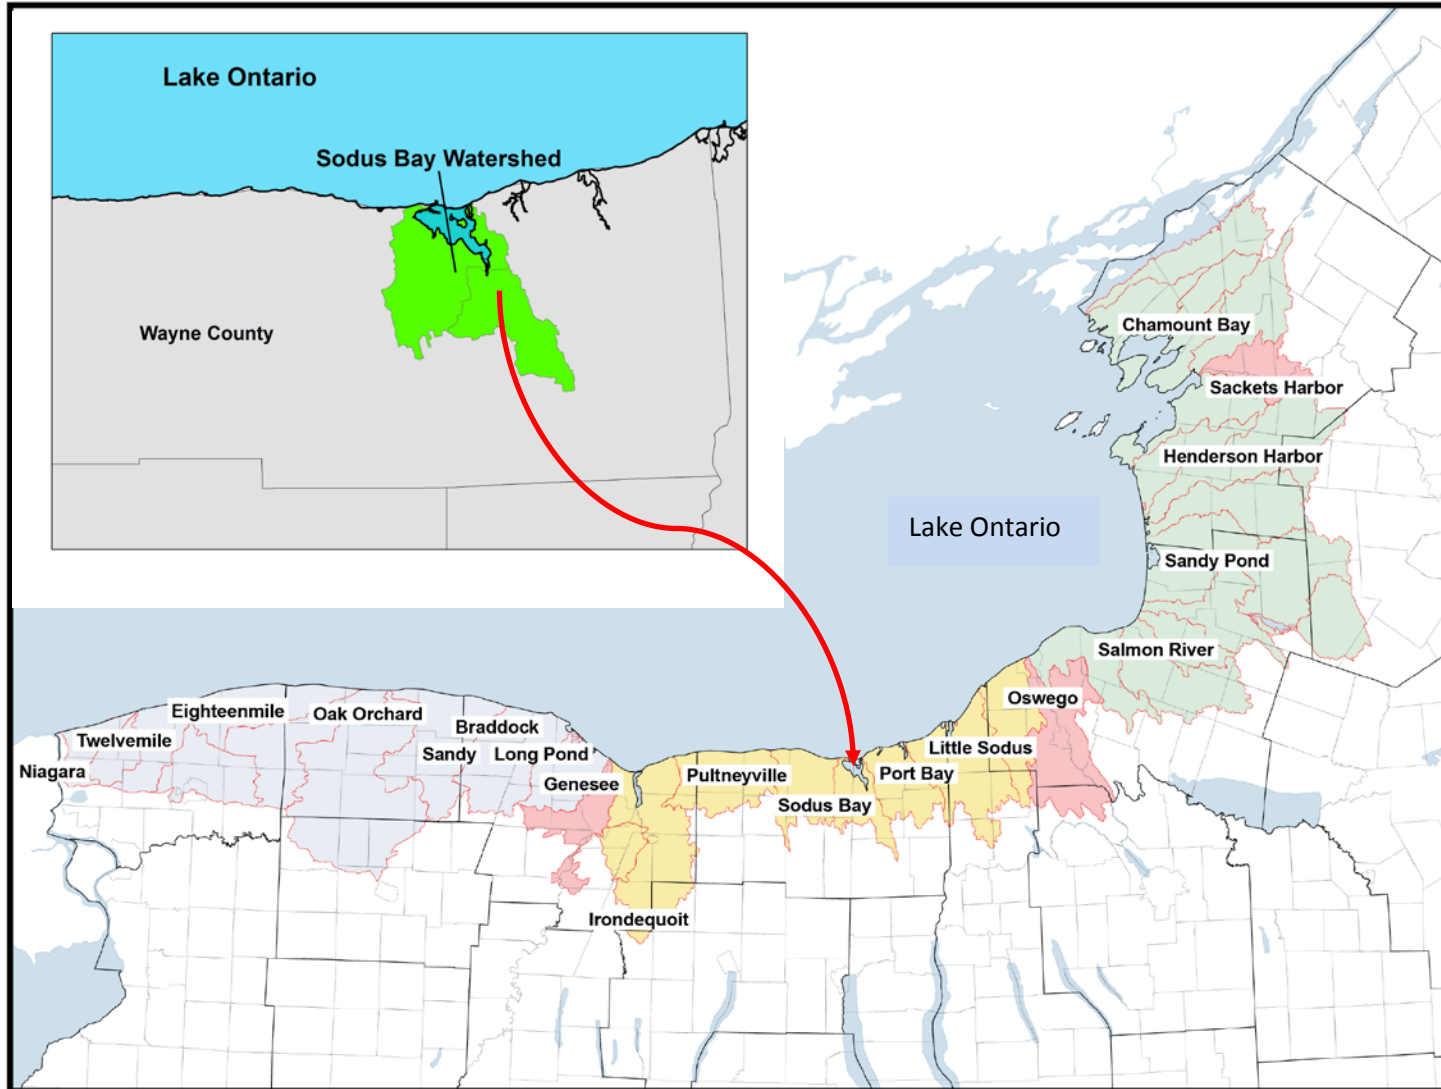 Lake Ontario
Sodus Bay Watershed
Wayne County
Chamount Bay
Sackets Harbor
Henderson Harbor
Lake Ontario
Sandy Pond
Salmon River
Oswego
Eighteenmile
Oak Orchard
Braddock
Twelvemile
Sandy
Long Pond
Little Sodus
Niagara
Genesee
Pultneyville
Port Bay
Sodus Bay
Irondequoit